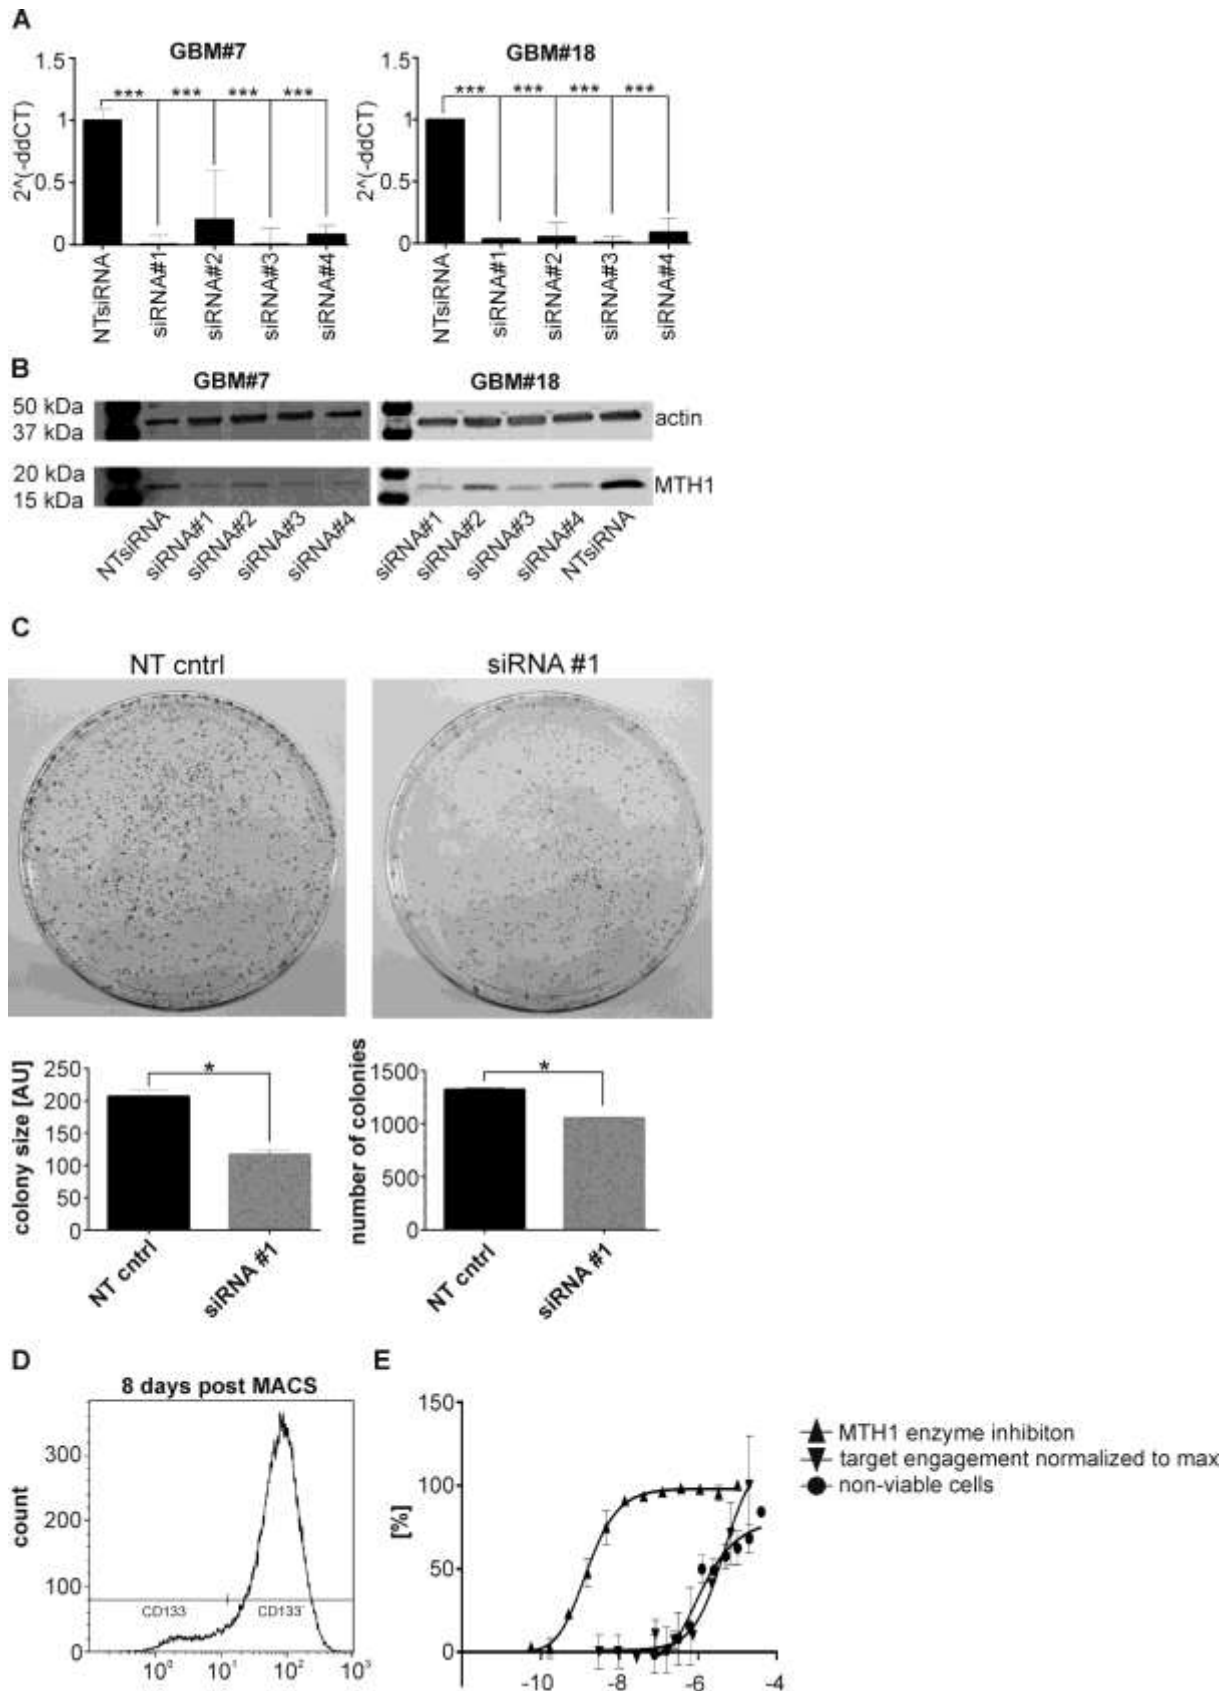 A
GBM#7
GBM#18
2^(-ddCT)
1.5
1
0.5
0
*** *** *** ***
NTsiRNA
siRNA#1
siRNA#2
siRNA#3
siRNA#4
2^(-ddCT)
1.5
1
0.5
0
*** *** *** ***
NTsiRNA
siRNA#1
siRNA#2
siRNA#3
siRNA#4
B
GBM#7
GBM#18
50 kDa
37 kDa
actin
20 kDa
15 kDa
MTH1
NTsiRNA
siRNA#1
siRNA#2
siRNA#3
siRNA#4
siRNA#1
siRNA#2
siRNA#3
siRNA#4
NTsiRNA
C
NT cntrl
siRNA #1
colony size [AU]
250
200
150
100
50
0
*
NT cntrl
siRNA #1
number of colonies
1500
1000
500
0
*
NT cntrl
siRNA #1
D
8 days post MACS
count
300
200
100
0
CD133
CD133⁻
10⁰ 10¹ 10² 10³
E
[%]
150
100
50
0
-10 -8 -6 -4
MTH1 enzyme inhibiton
target engagement normalized to max
non-viable cells